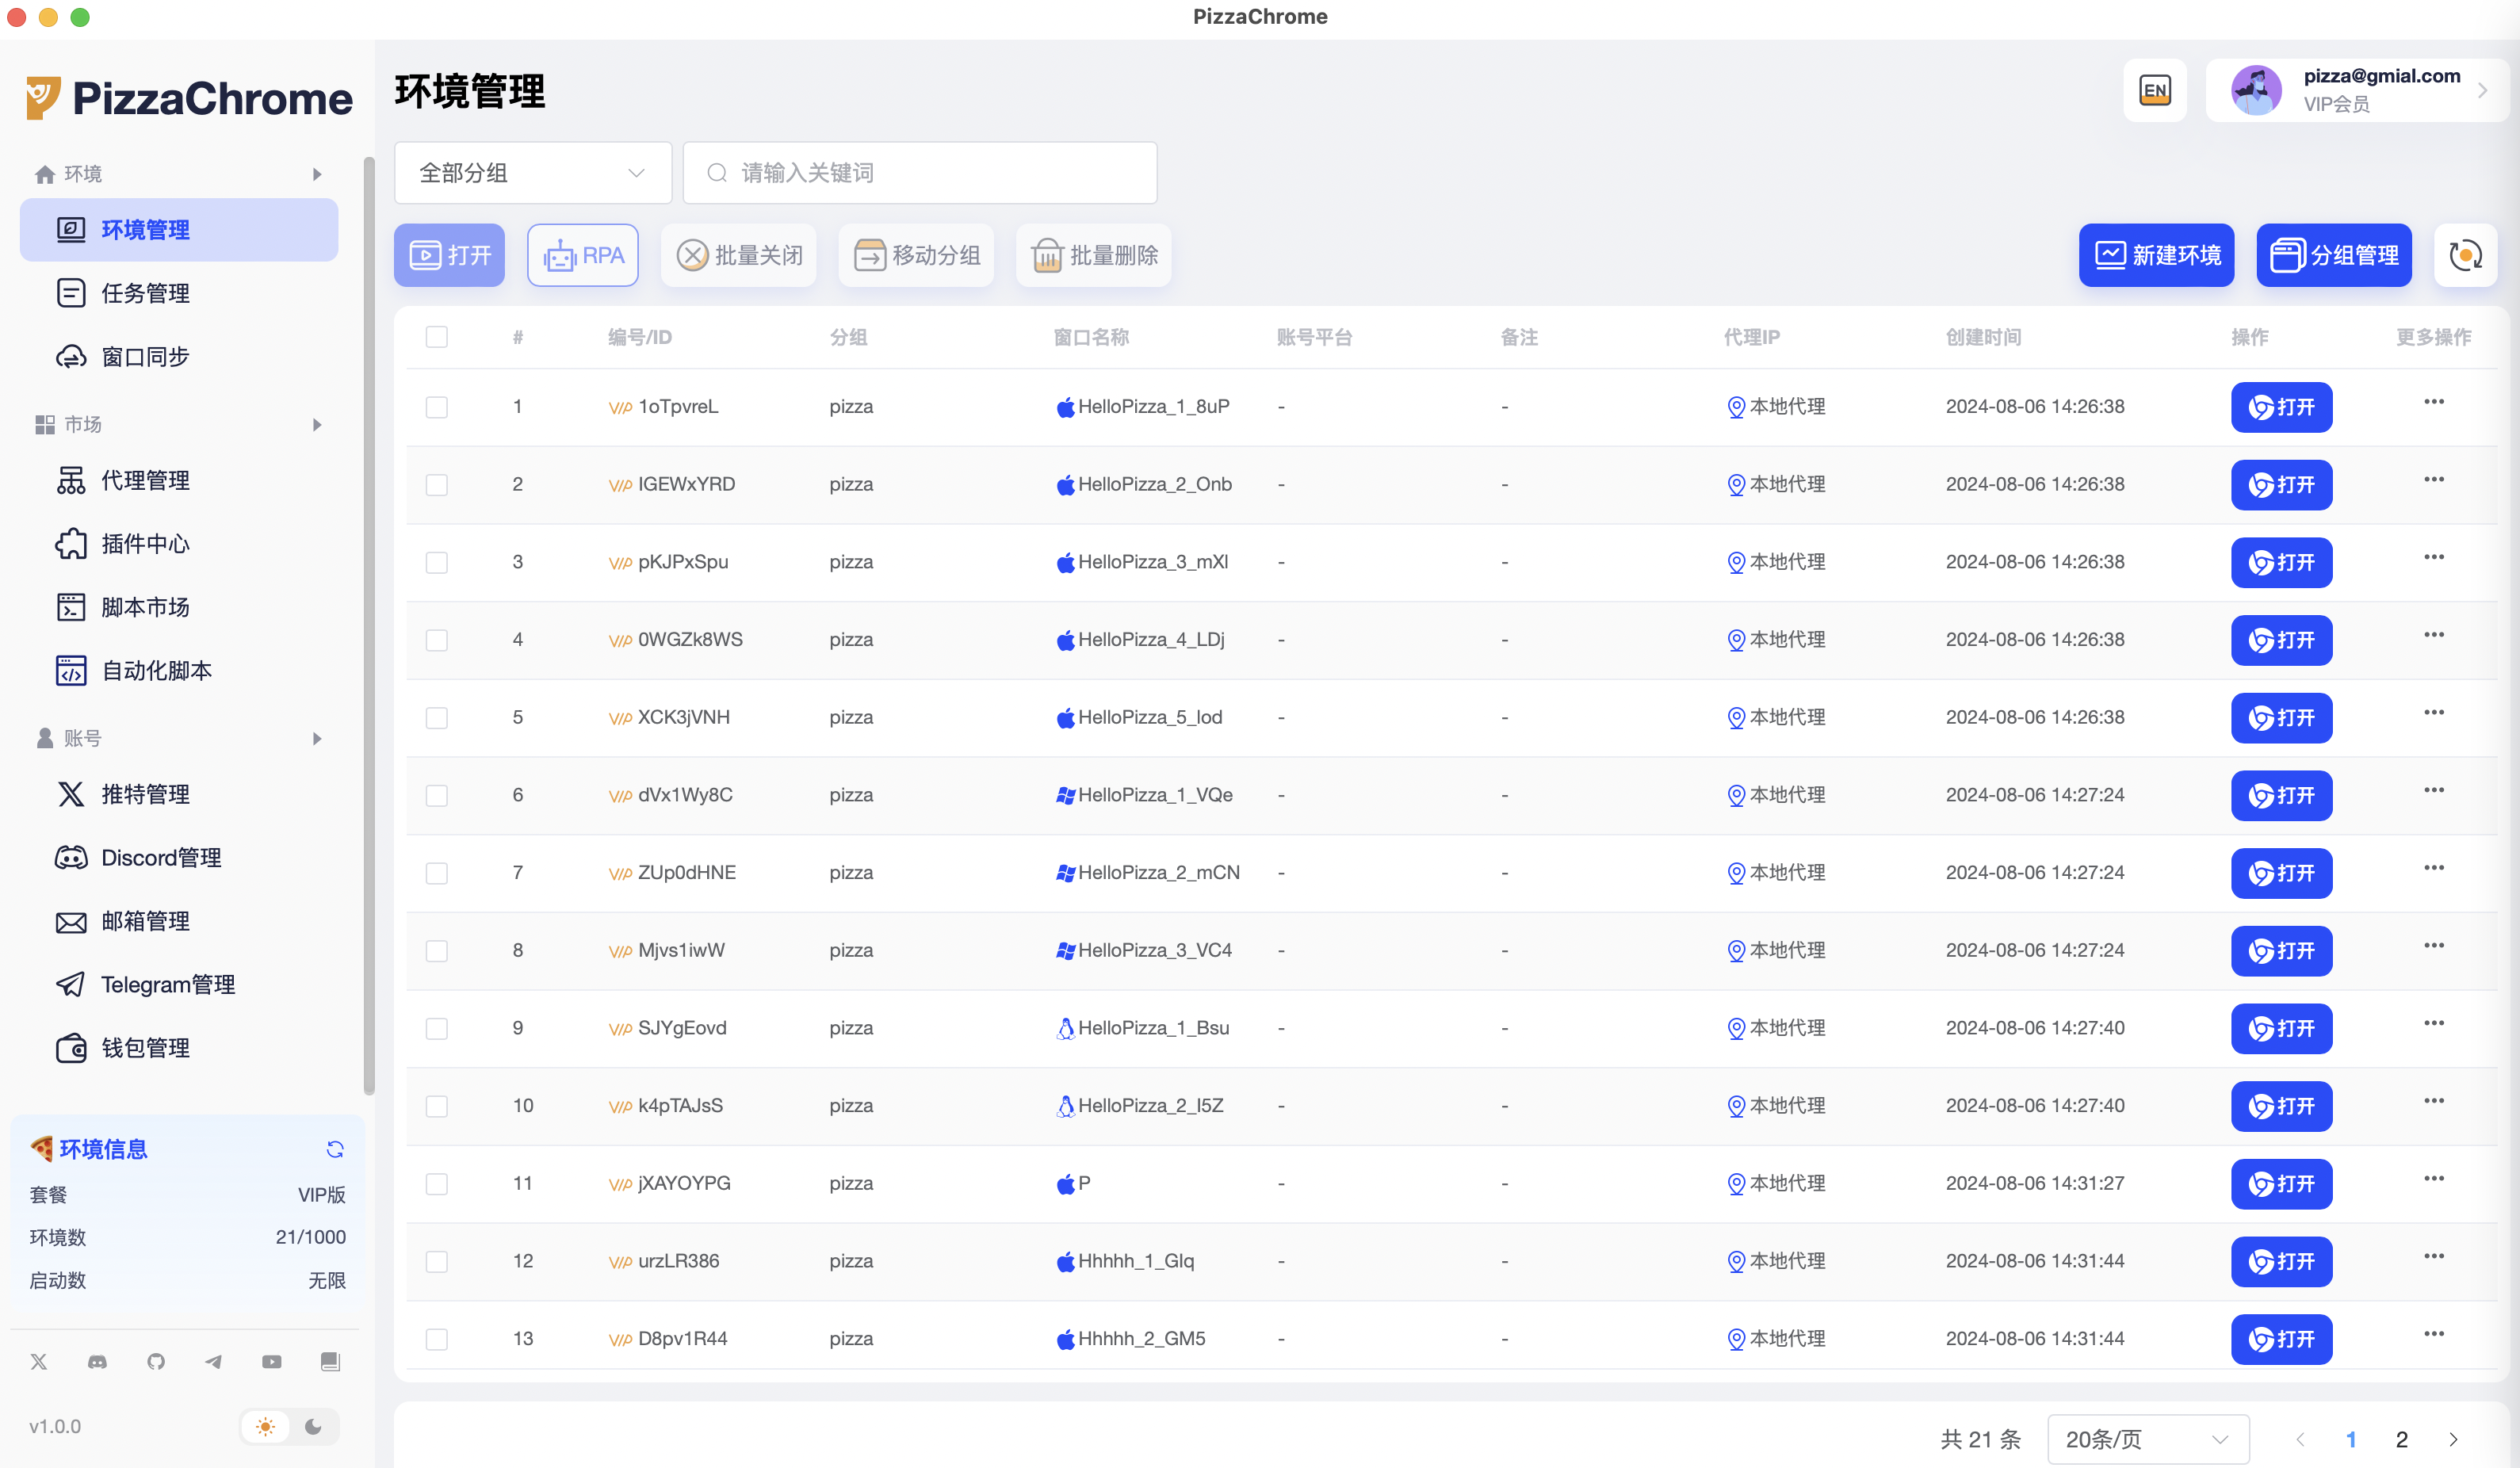 PizzaChrome
PizzaChrome
环境
环境管理
任务管理
窗口同步
市场
代理管理
插件中心
脚本市场
自动化脚本
账号
推特管理
Discord管理
邮箱管理
Telegram管理
钱包管理
环境信息
套餐 VIP版
环境数 21/1000
启动数 无限
v1.0.0
环境管理
EN
pizza@gmial.com
VIP会员
全部分组 请输入关键词
打开 RPA 批量关闭 移动分组 批量删除 新建环境 分组管理
# 编号/ID 分组 窗口名称 账号平台 备注 代理IP 创建时间 操作 更多操作
1 VIP 1oTpvreL pizza HelloPizza_1_8uP - - 本地代理 2024-08-06 14:26:38 打开 ···
2 VIP IGEWxYRD pizza HelloPizza_2_Onb - - 本地代理 2024-08-06 14:26:38 打开 ···
3 VIP pKJPxSpu pizza HelloPizza_3_mXl - - 本地代理 2024-08-06 14:26:38 打开 ···
4 VIP 0WGZk8WS pizza HelloPizza_4_LDj - - 本地代理 2024-08-06 14:26:38 打开 ···
5 VIP XCK3jVNH pizza HelloPizza_5_lod - - 本地代理 2024-08-06 14:26:38 打开 ···
6 VIP dVx1Wy8C pizza HelloPizza_1_VQe - - 本地代理 2024-08-06 14:27:24 打开 ···
7 VIP ZUp0dHNE pizza HelloPizza_2_mCN - - 本地代理 2024-08-06 14:27:24 打开 ···
8 VIP Mjvs1iwW pizza HelloPizza_3_VC4 - - 本地代理 2024-08-06 14:27:24 打开 ···
9 VIP SJYgEovd pizza HelloPizza_1_Bsu - - 本地代理 2024-08-06 14:27:40 打开 ···
10 VIP k4pTAJsS pizza HelloPizza_2_I5Z - - 本地代理 2024-08-06 14:27:40 打开 ···
11 VIP jXAYOYPG pizza P - - 本地代理 2024-08-06 14:31:27 打开 ···
12 VIP urzLR386 pizza Hhhhh_1_Glq - - 本地代理 2024-08-06 14:31:44 打开 ···
13 VIP D8pv1R44 pizza Hhhhh_2_GM5 - - 本地代理 2024-08-06 14:31:44 打开 ···
共 21 条 20条/页 1 2